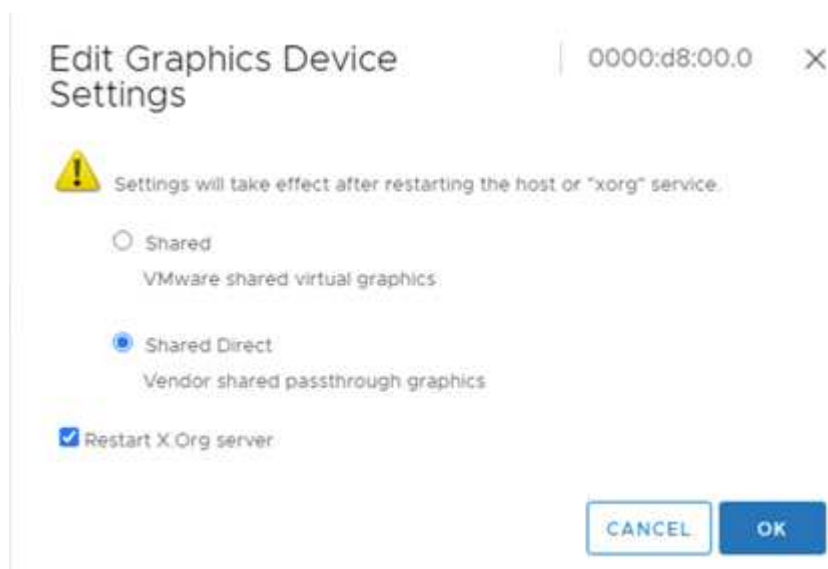 Edit Graphics Device Settings
0000:d8:00.0
Settings will take effect after restarting the host or "xorg" service.
Shared
VMware shared virtual graphics
Shared Direct
Vendor shared passthrough graphics
Restart X.Org server
CANCEL
OK